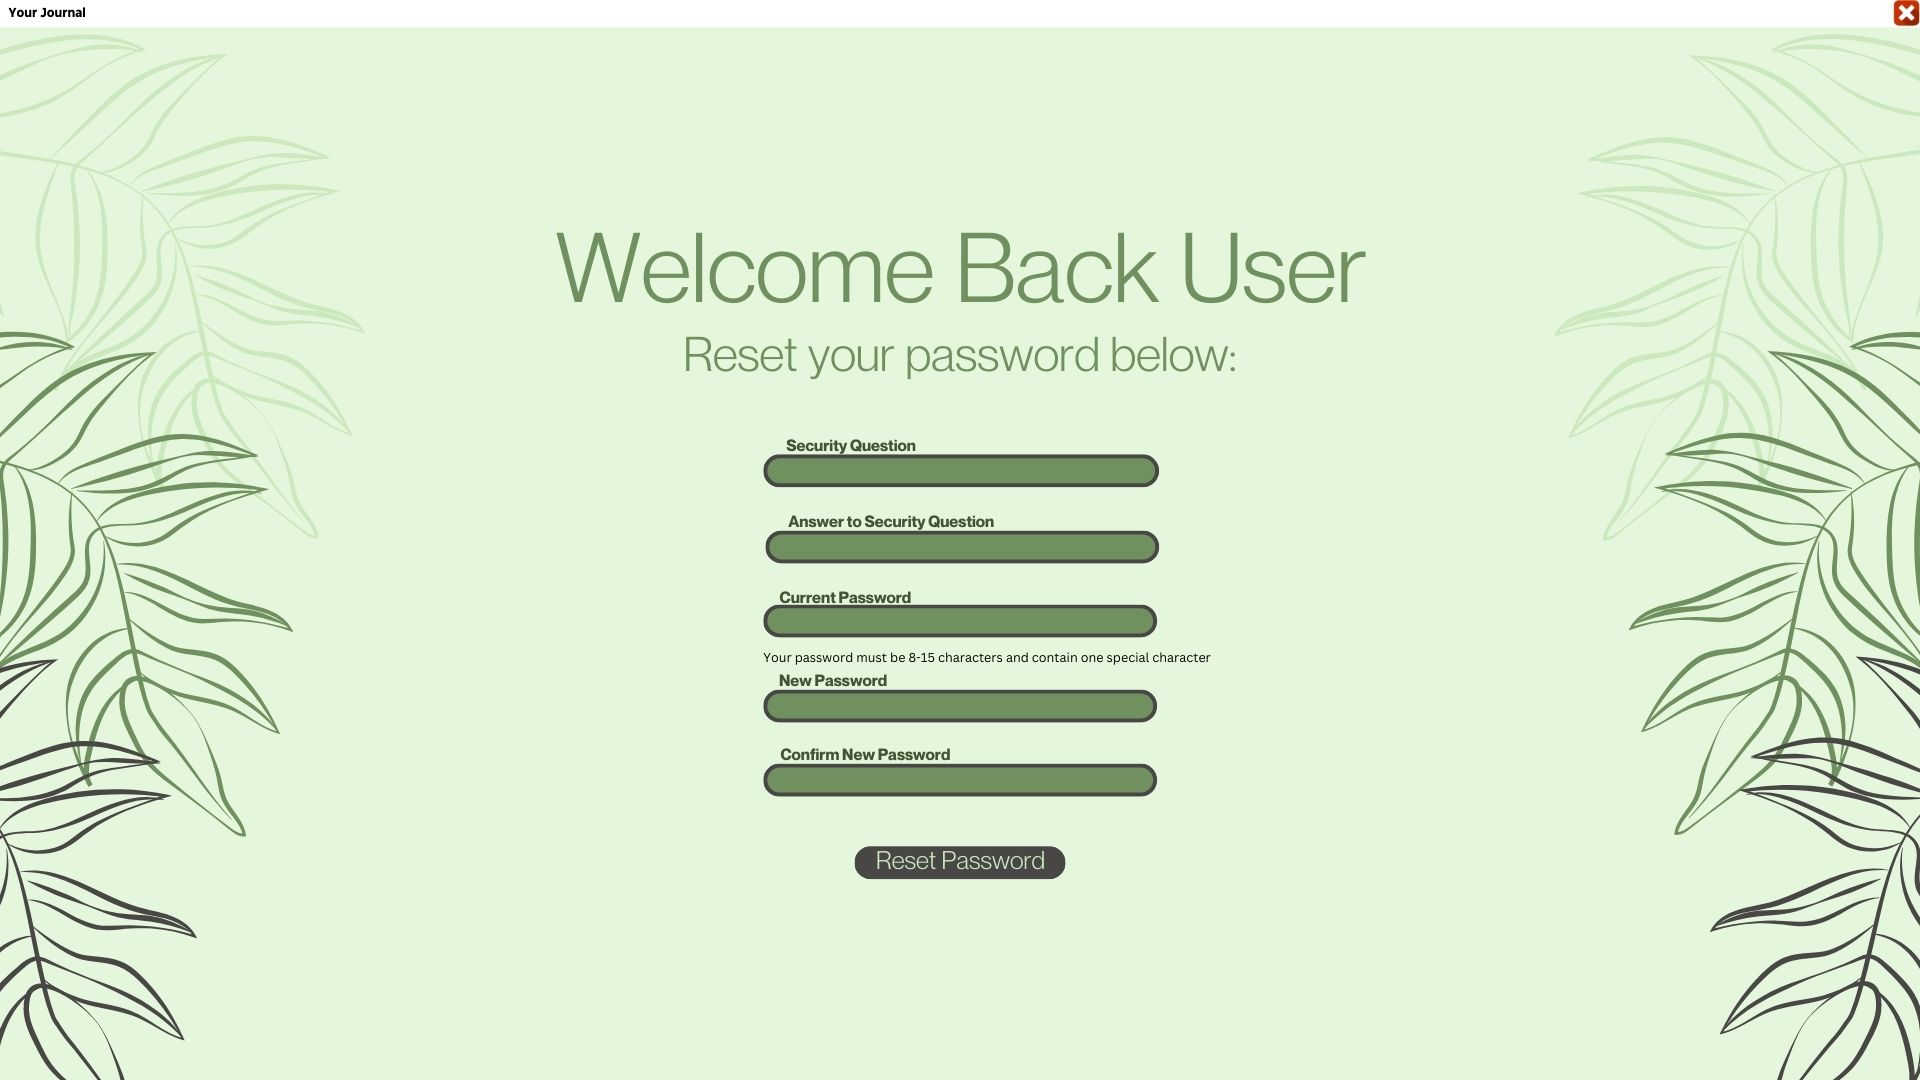 Your Journal
Welcome Back User
Reset your password below:
Security Question
Answer to Security Question
Current Password
Your password must be 8-15 characters and contain one special character
New Password
Confirm New Password
Reset Password